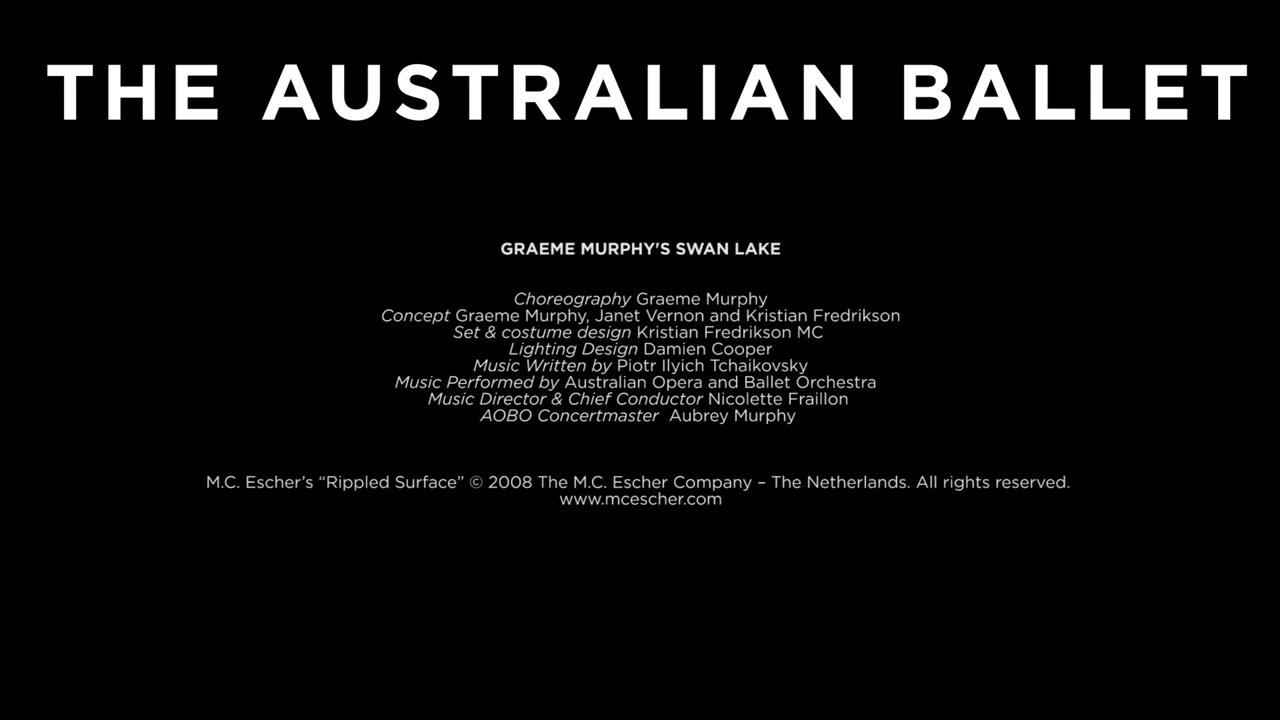 THE AUSTRALIAN BALLET
GRAEME MURPHY'S SWAN LAKE
Choreography Graeme Murphy
Concept Graeme Murphy, Janet Vernon and Kristian Fredrikson
Set & costume design Kristian Fredrikson MC
Lighting Design Damien Cooper
Music Written by Piotr Ilyich Tchaikovsky
Music Performed by Australian Opera and Ballet Orchestra
Music Director & Chief Conductor Nicolette Fraillon
AOBO Concertmaster Aubrey Murphy
M.C. Escher’s “Rippled Surface” © 2008 The M.C. Escher Company – The Netherlands. All rights reserved.
www.mcescher.com